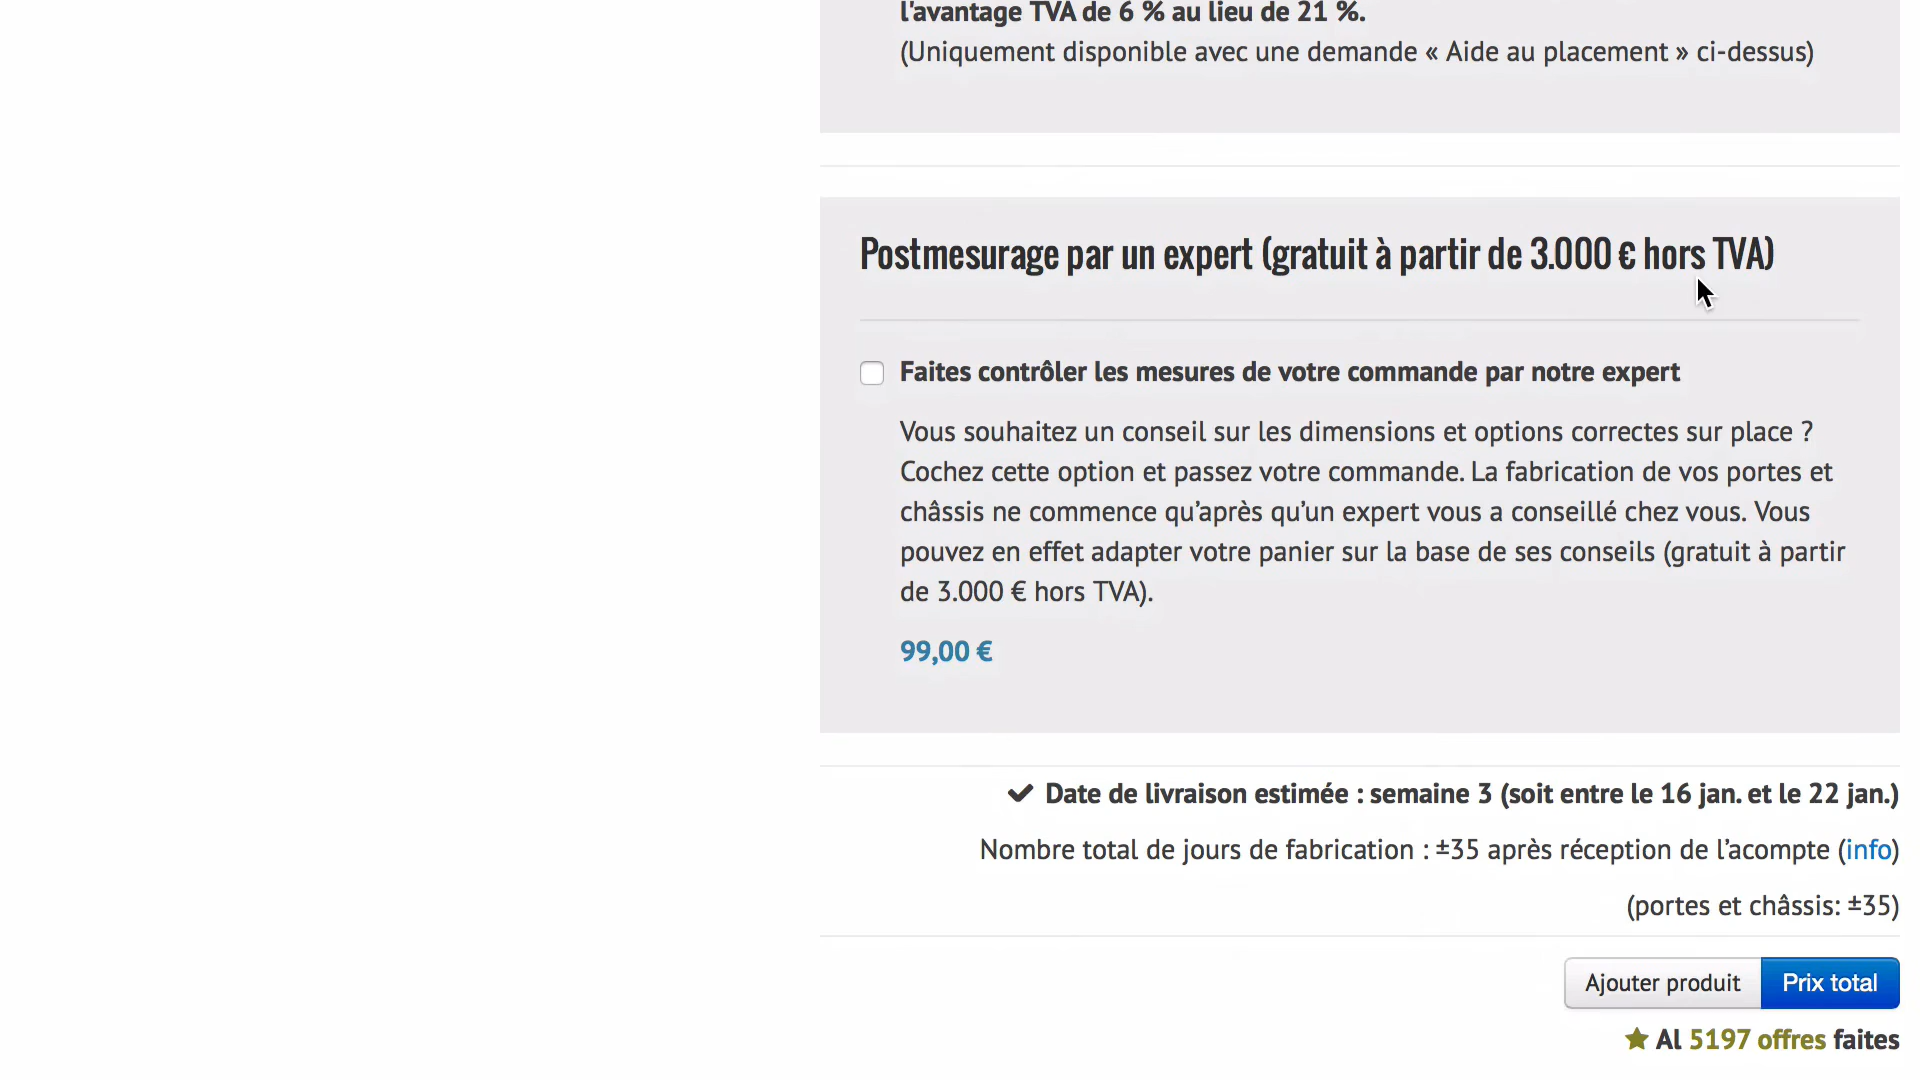 l'avantage TVA de 6 % au lieu de 21 %.
(Uniquement disponible avec une demande « Aide au placement » ci-dessus)
Postmesurage par un expert (gratuit à partir de 3.000 € hors TVA)
Faites contrôler les mesures de votre commande par notre expert
Vous souhaitez un conseil sur les dimensions et options correctes sur place ?
Cochez cette option et passez votre commande. La fabrication de vos portes et
châssis ne commence qu’après qu’un expert vous a conseillé chez vous. Vous
pouvez en effet adapter votre panier sur la base de ses conseils (gratuit à partir
de 3.000 € hors TVA).
99,00 €
Date de livraison estimée : semaine 3 (soit entre le 16 jan. et le 22 jan.)
Nombre total de jours de fabrication : ±35 après réception de l’acompte (info)
(portes et châssis: ±35)
Ajouter produit Prix total
Al 5197 offres faites